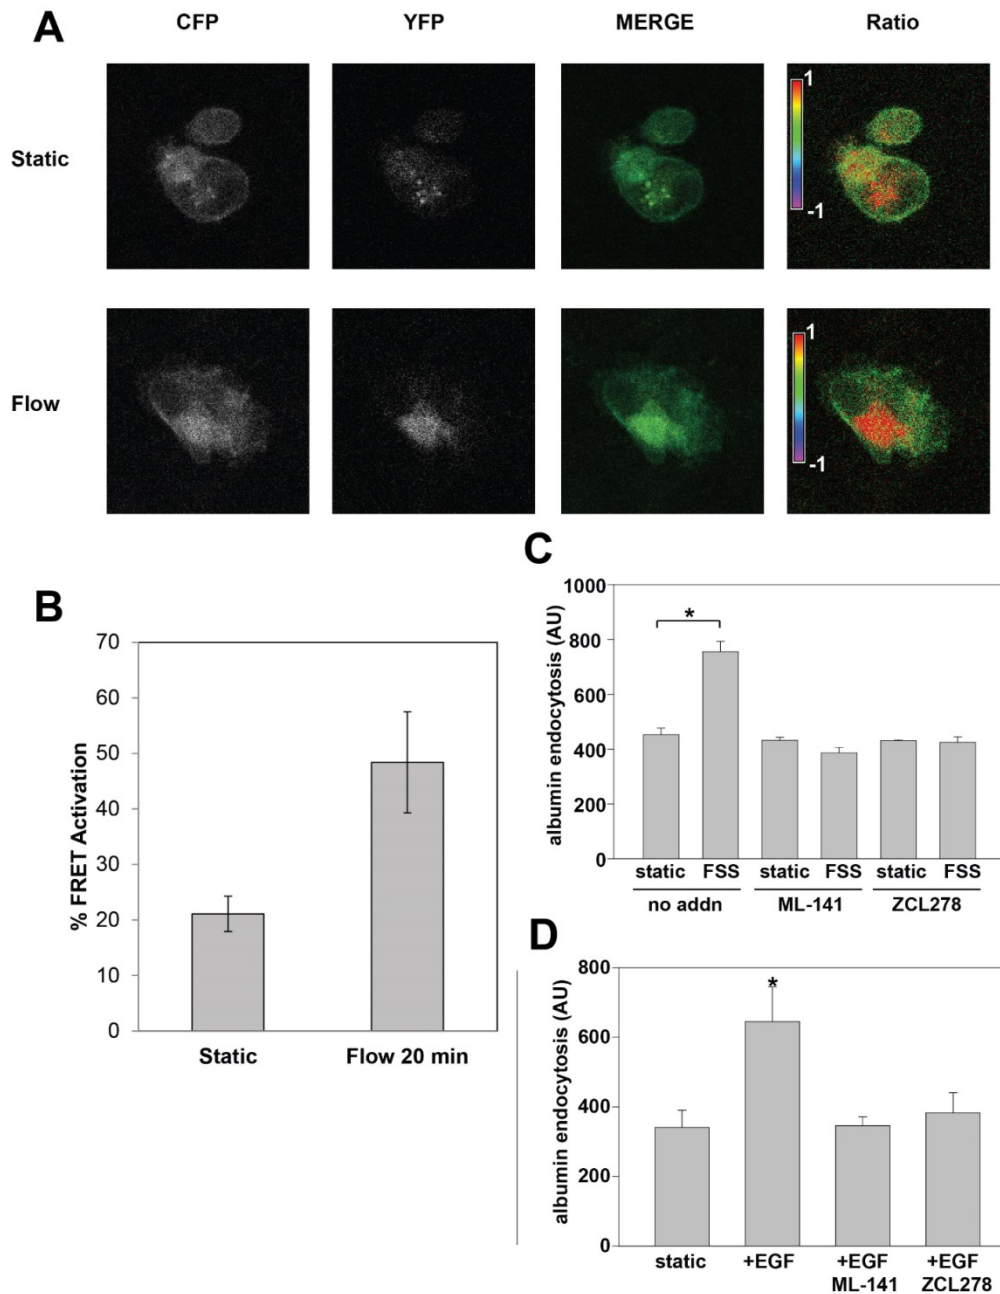 A
CFP YFP MERGE Ratio
Static
1
-1
Flow
1
-1
B
70
60
50
40
30
20
10
0
% FRET Activation
Static Flow 20 min
C
1000
800
600
400
200
0
albumin endocytosis (AU)
*
static FSS static FSS static FSS
no addn ML-141 ZCL278
D
800
600
400
200
0
albumin endocytosis (AU)
*
static +EGF +EGF +EGF
ML-141 ZCL278